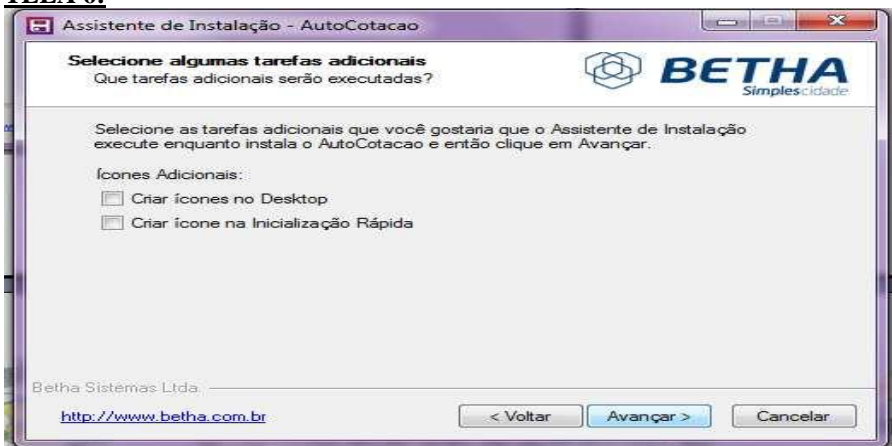 TELA 6:
Assistente de Instalação - AutoCotacao
Selecione algumas tarefas adicionais
Que tarefas adicionais serão executadas?
BETHA
Simplescidade
Selecione as tarefas adicionais que você gostaria que o Assistente de Instalação
execute enquanto instala o AutoCotacao e então clique em Avançar.
Ícones Adicionais:
Criar ícones no Desktop
Criar ícone na Inicialização Rápida
Betha Sistemas Ltda.
http://www.betha.com.br
< Voltar
Avançar >
Cancelar